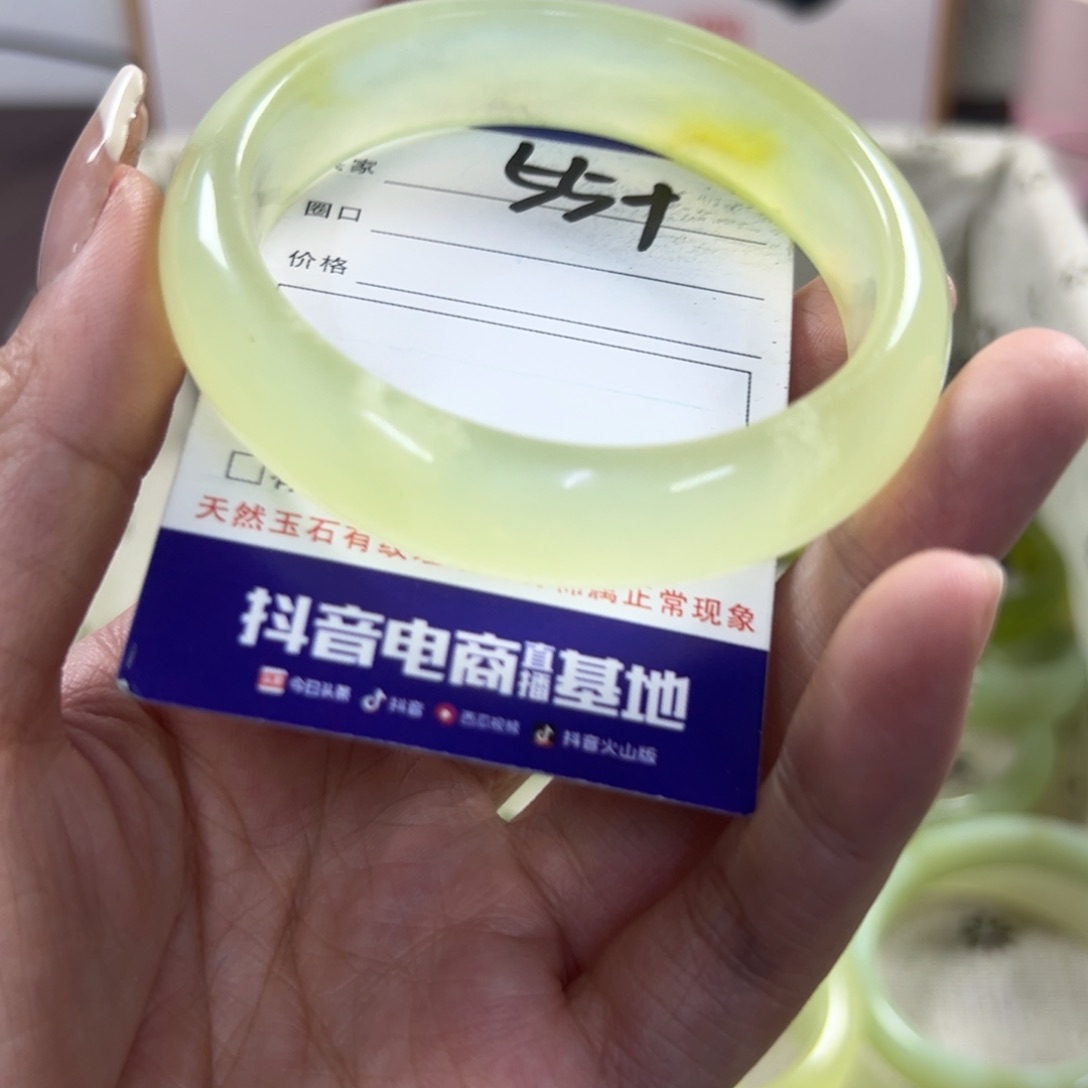 家
圈口
价格
天然玉石有纹
正常现象
抖音电商直播基地
今日头条 抖音 西瓜视频 抖音火山版